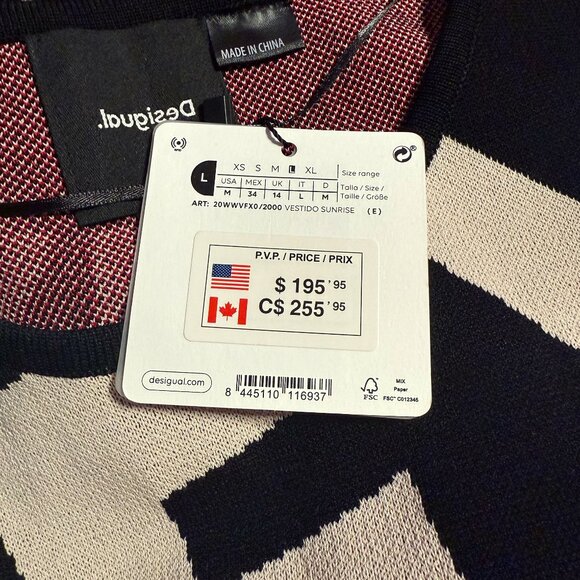 MADE IN CHINA
Desigual.
XS S M L XL
Size range
L
USA MEX UK IT D
M 34 14 L M
Talla / Size /
Taille / Größe
ART: 20WWVFX0/2000 VESTIDO SUNRISE (E)
P.V.P. / PRICE / PRIX
$ 195'95
C$ 255'95
desigual.com
8 445110 116937
FSC
MIX
Paper
FSC™ C012345